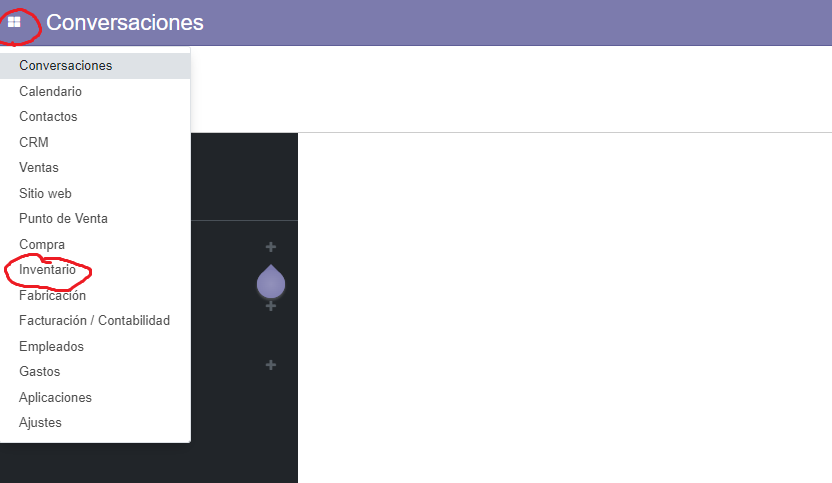 Conversaciones
Conversaciones
Calendario
Contactos
CRM
Ventas
Sitio web
Punto de Venta
Compra
Inventario
Fabricación
Facturación / Contabilidad
Empleados
Gastos
Aplicaciones
Ajustes